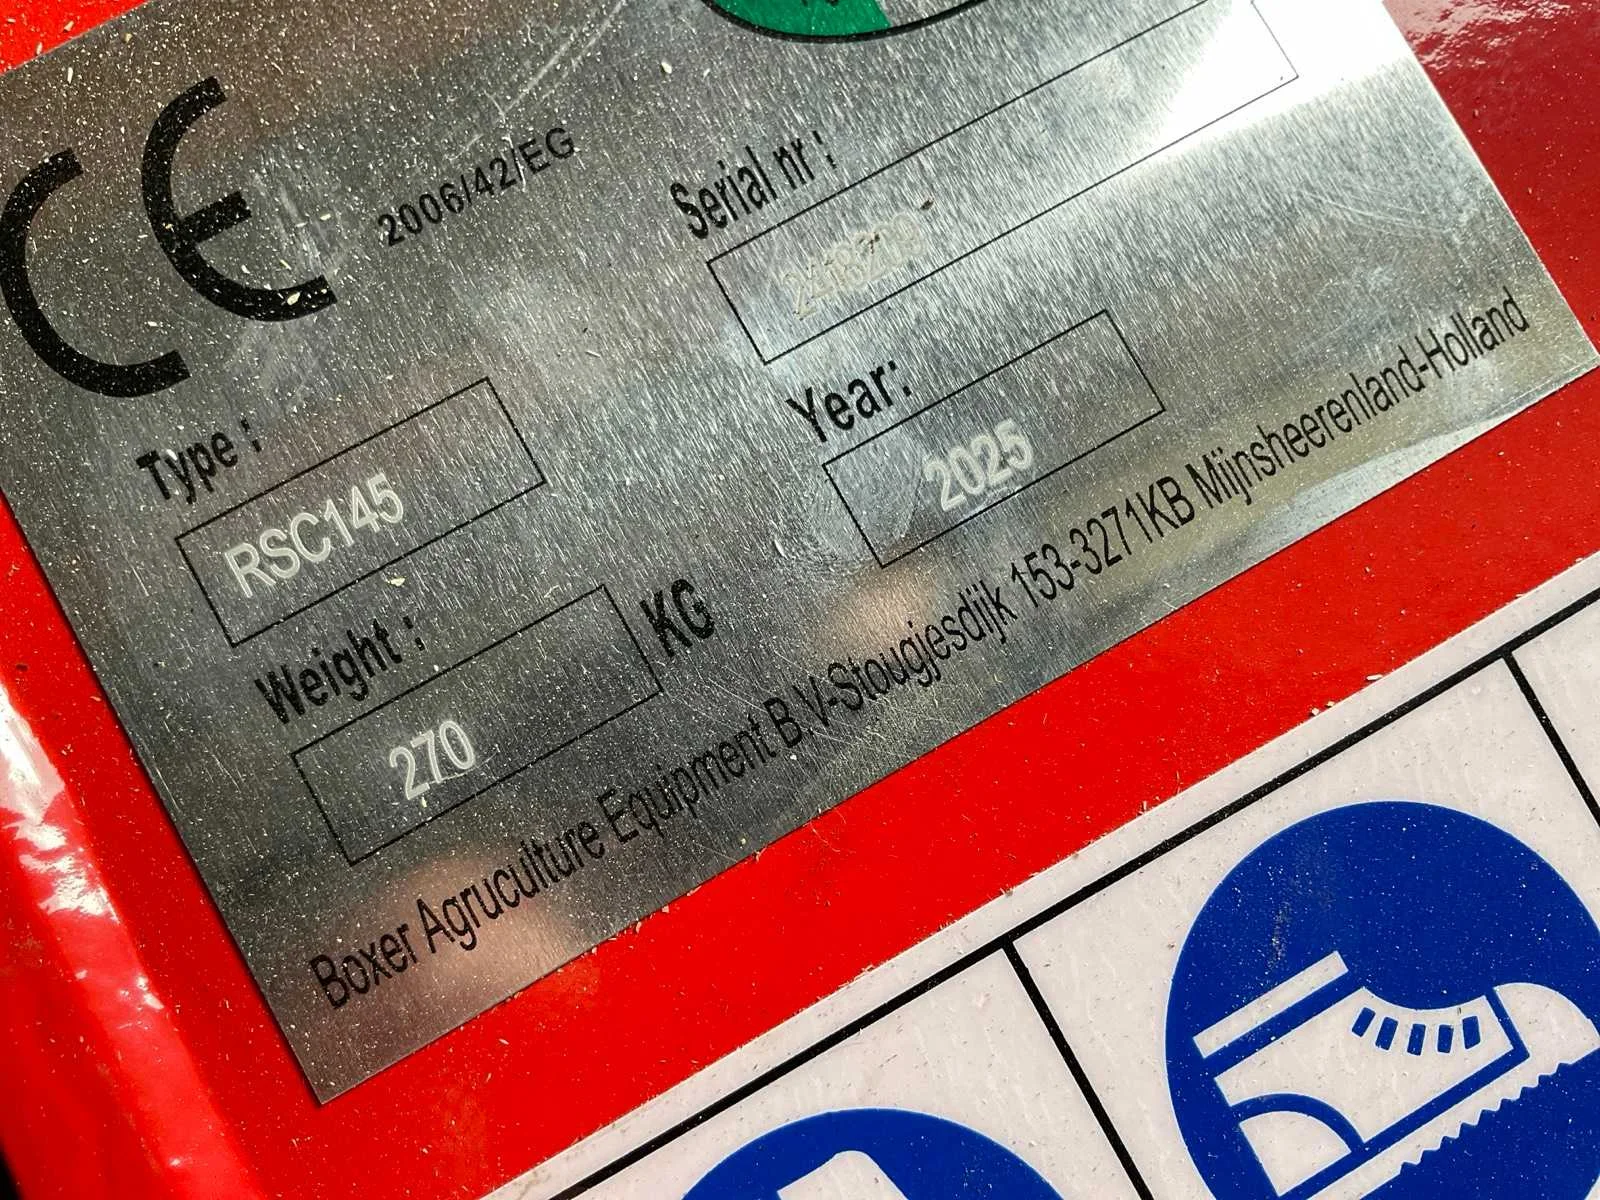 CE
2006/42/EG
Serial nr :
Type :
RSC145
Year:
2025
Weight :
270
KG
Boxer Agruculture Equipment B.V-Stougjesdijk 153-3271KB Mijnsheerenland-Holland